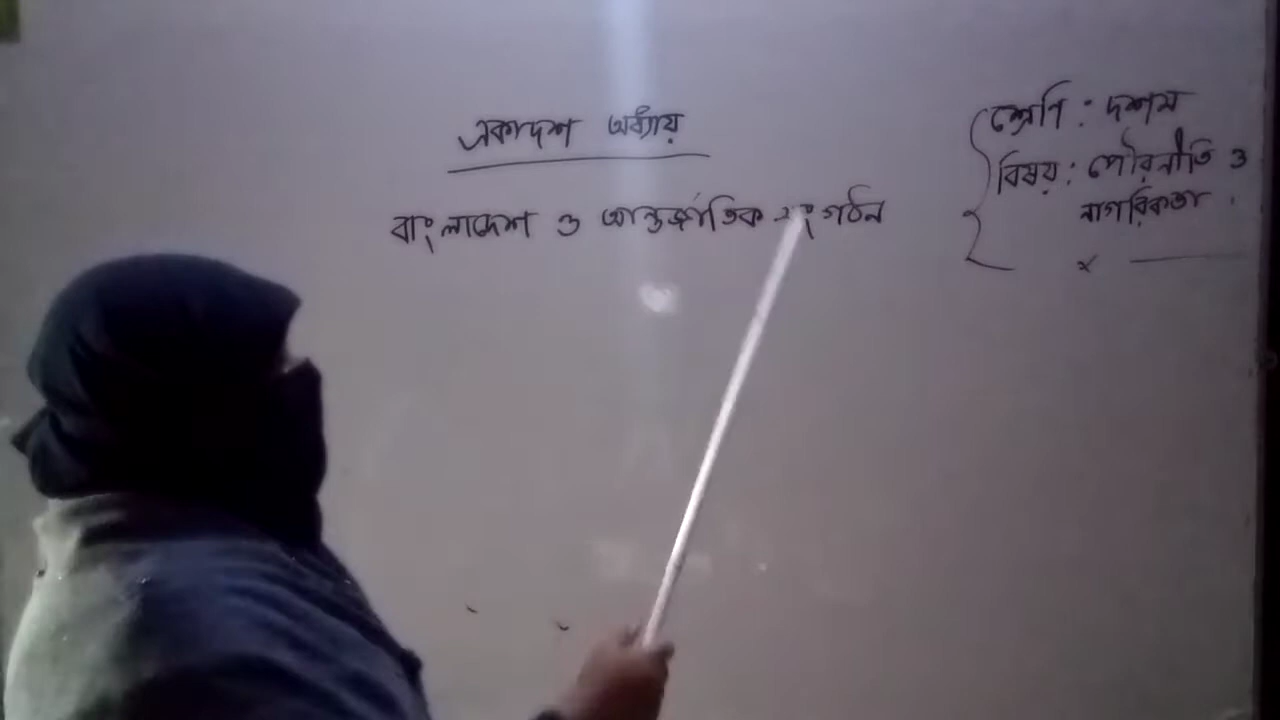 একাদশ অধ্যায়
বাংলাদেশ ও আন্তর্জাতিক সংগঠন
শ্রেণি : দশম
বিষয় : পৌরনীতি ও
নাগরিকতা